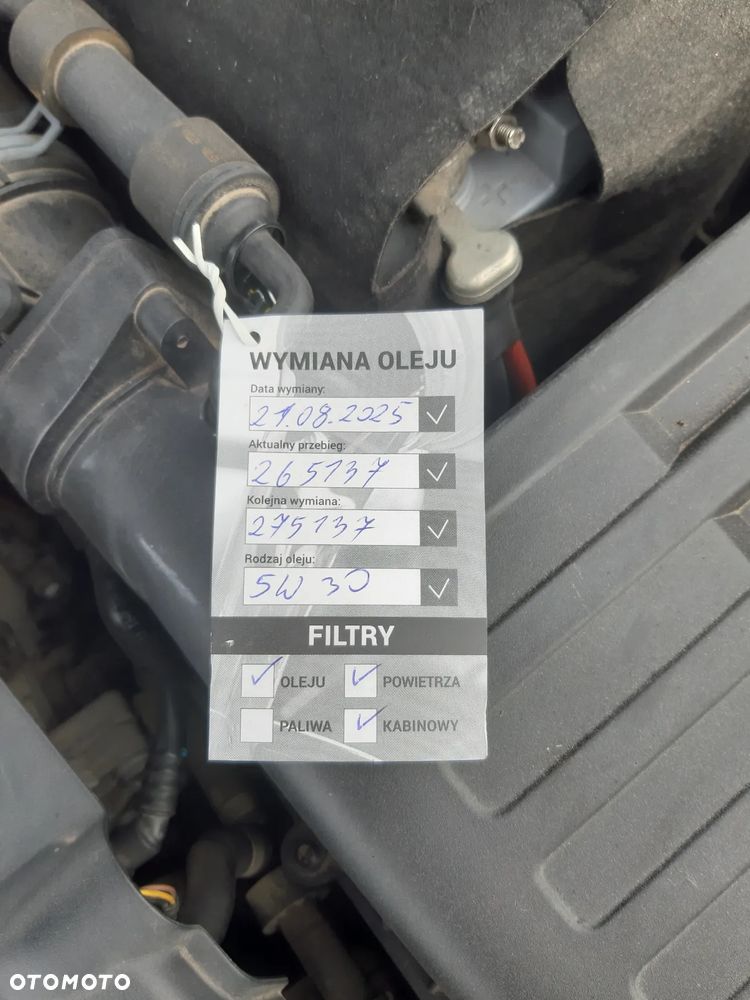 WYMIANA OLEJU
Data wymiany:
21.08.2025
Aktualny przebieg:
265137
Kolejna wymiana:
275137
Rodzaj oleju:
5W 30
FILTRY
OLEJU POWIETRZA
PALIWA KABINOWY
OTOMOTO